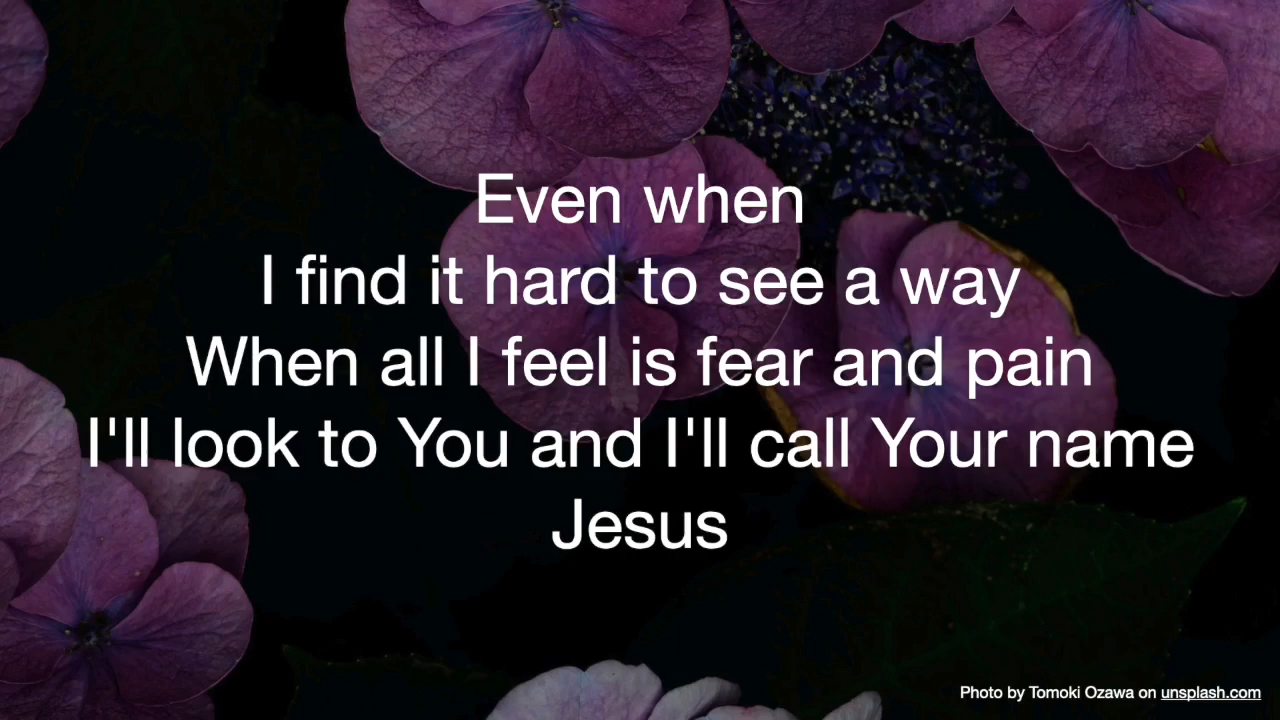 Even when
I find it hard to see a way
When all I feel is fear and pain
I'll look to You and I'll call Your name
Jesus
Photo by Tomoki Ozawa on unsplash.com